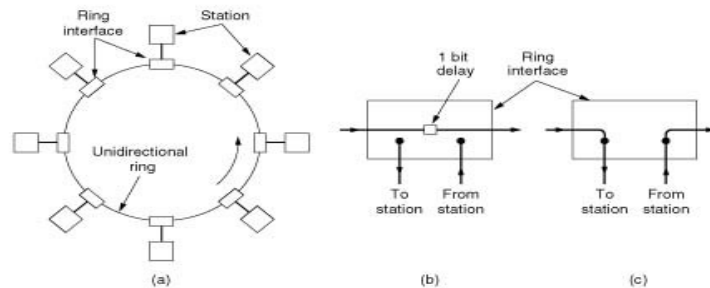 Ring
interface
Station
Unidirectional
ring
(a)
1 bit
delay
Ring
interface
To
station
From
station
(b)
To
station
From
station
(c)